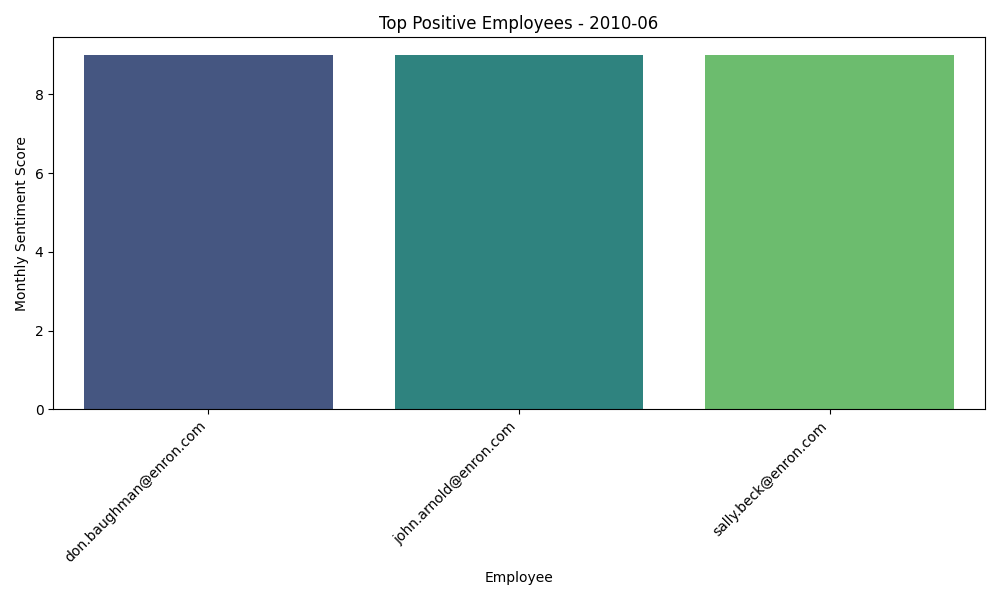 Top Positive Employees - 2010-06
Monthly Sentiment Score
8
6
4
2
0
don.baughman@enron.com
john.arnold@enron.com
sally.beck@enron.com
Employee